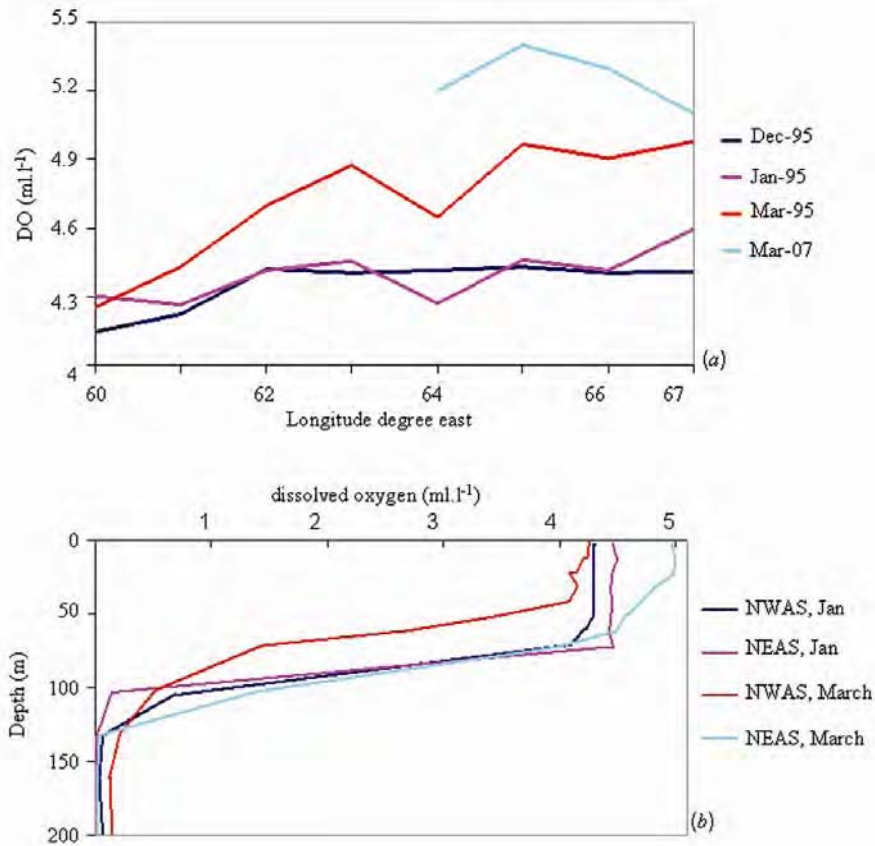 5.5
5.2
4.9
4.6
4.3
4
DO (ml.l⁻¹)
60 62 64 66 67
Longitude degree east
Dec-95
Jan-95
Mar-95
Mar-07
(a)
dissolved oxygen (ml.l⁻¹)
1 2 3 4 5
0
50
100
150
200
Depth (m)
NWAS, Jan
NEAS, Jan
NWAS, March
NEAS, March
(b)